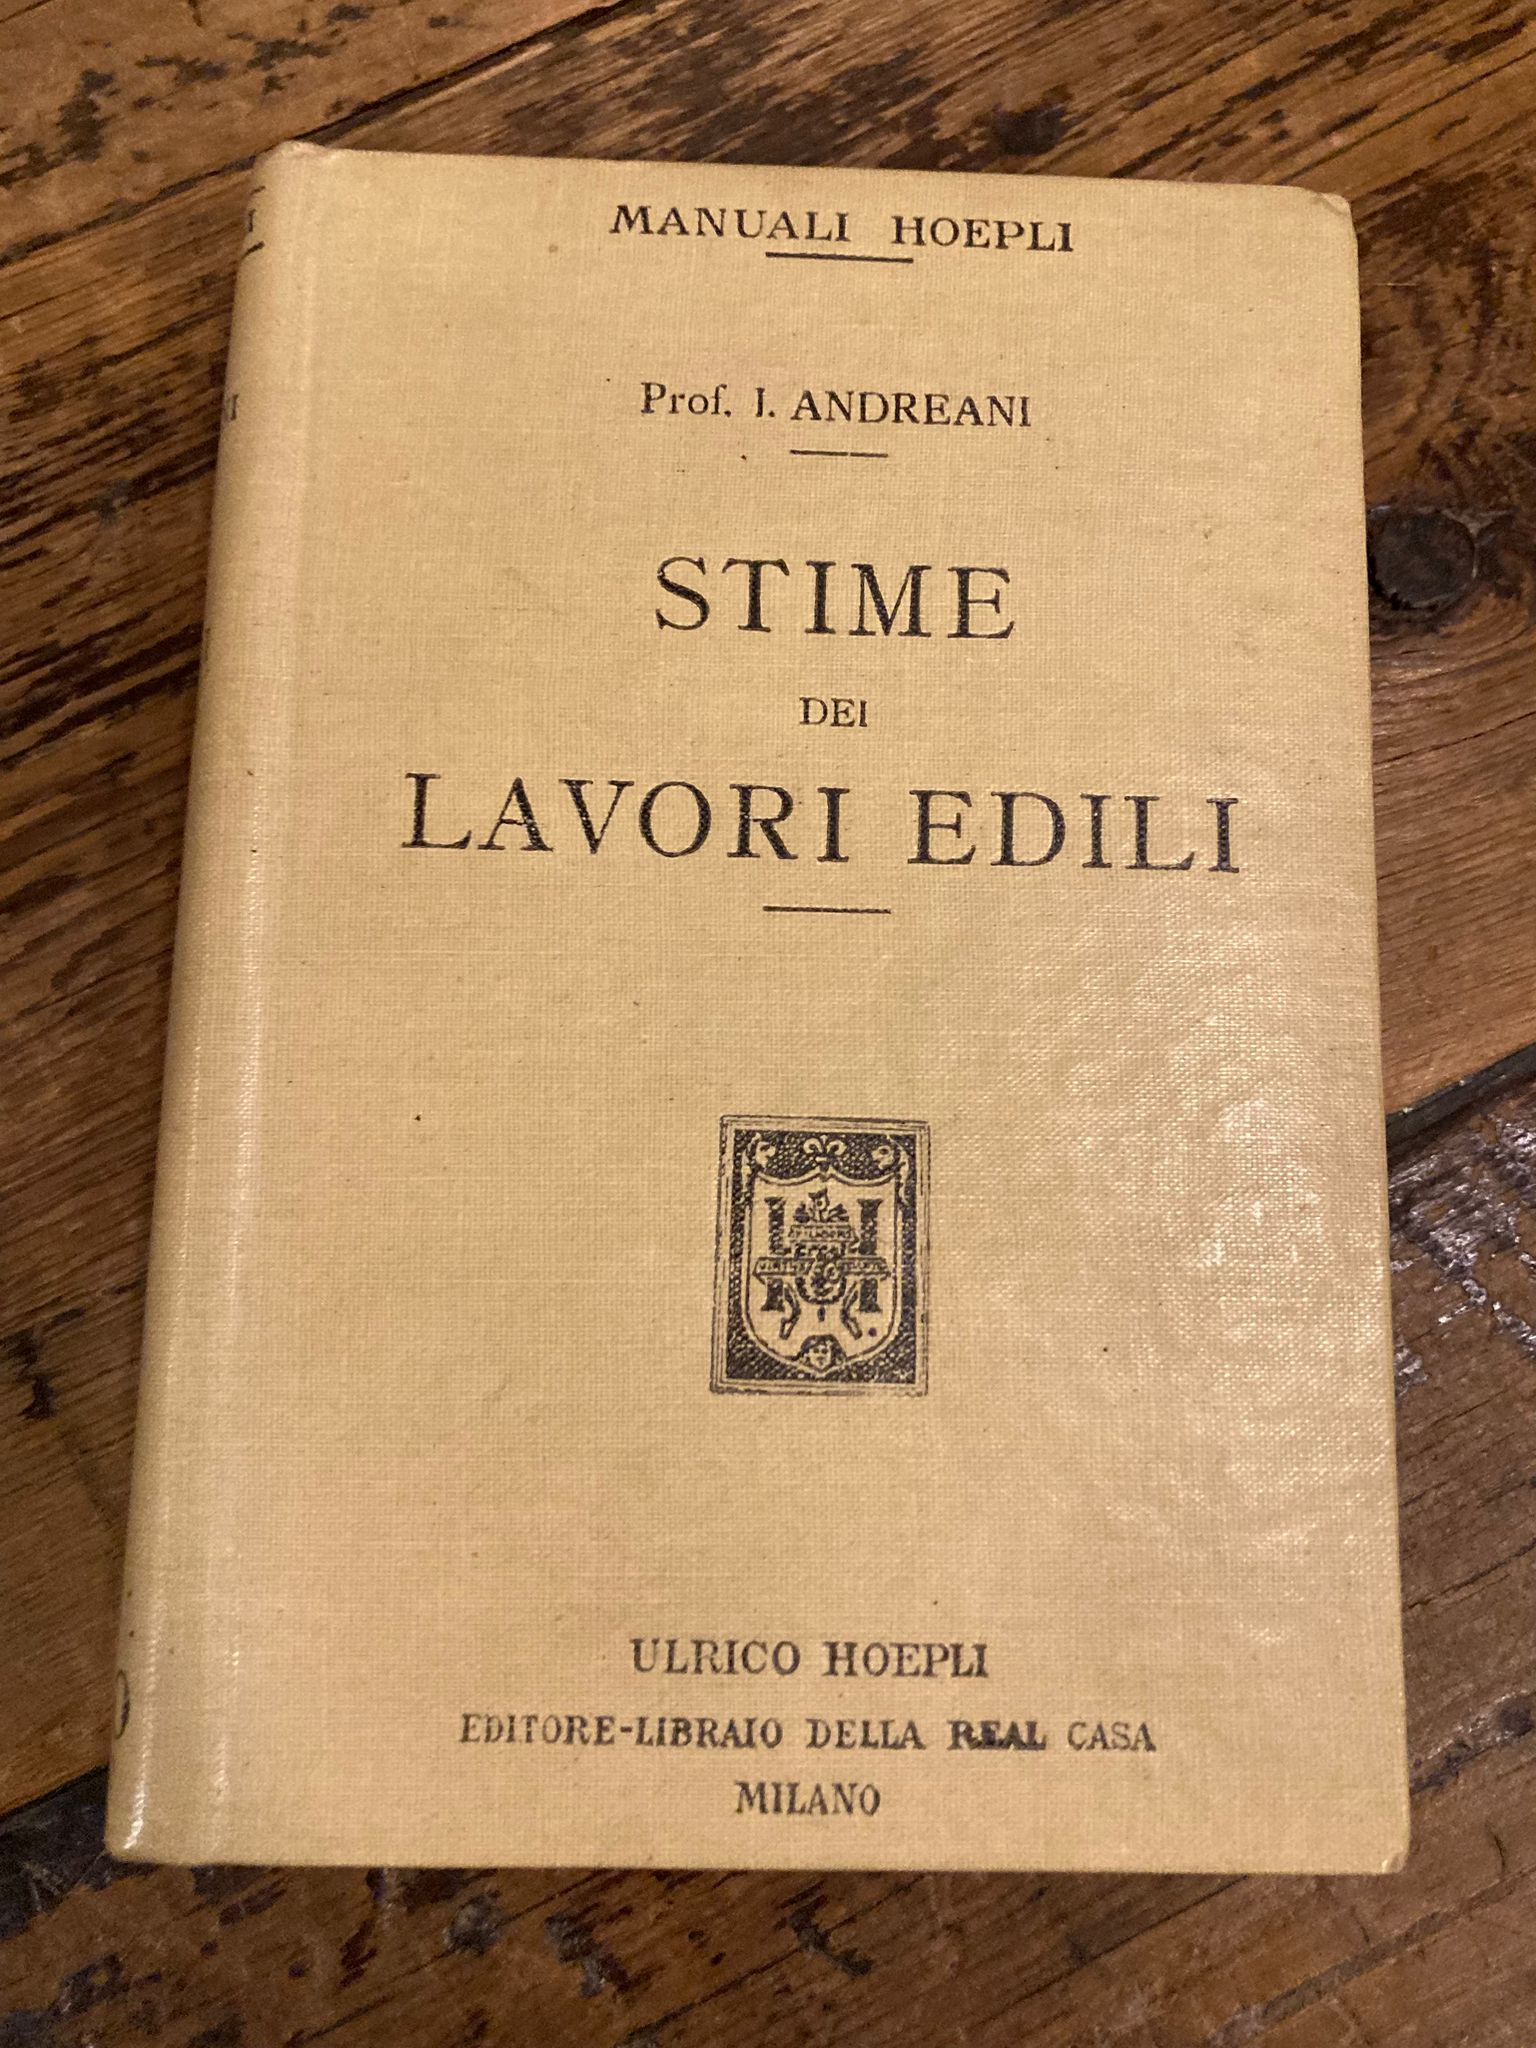 MANUALI HOEPLI
Prof. I. ANDREANI
STIME
DEI
LAVORI EDILI
ULRICO HOEPLI
EDITORE-LIBRAIO DELLA REAL CASA
MILANO